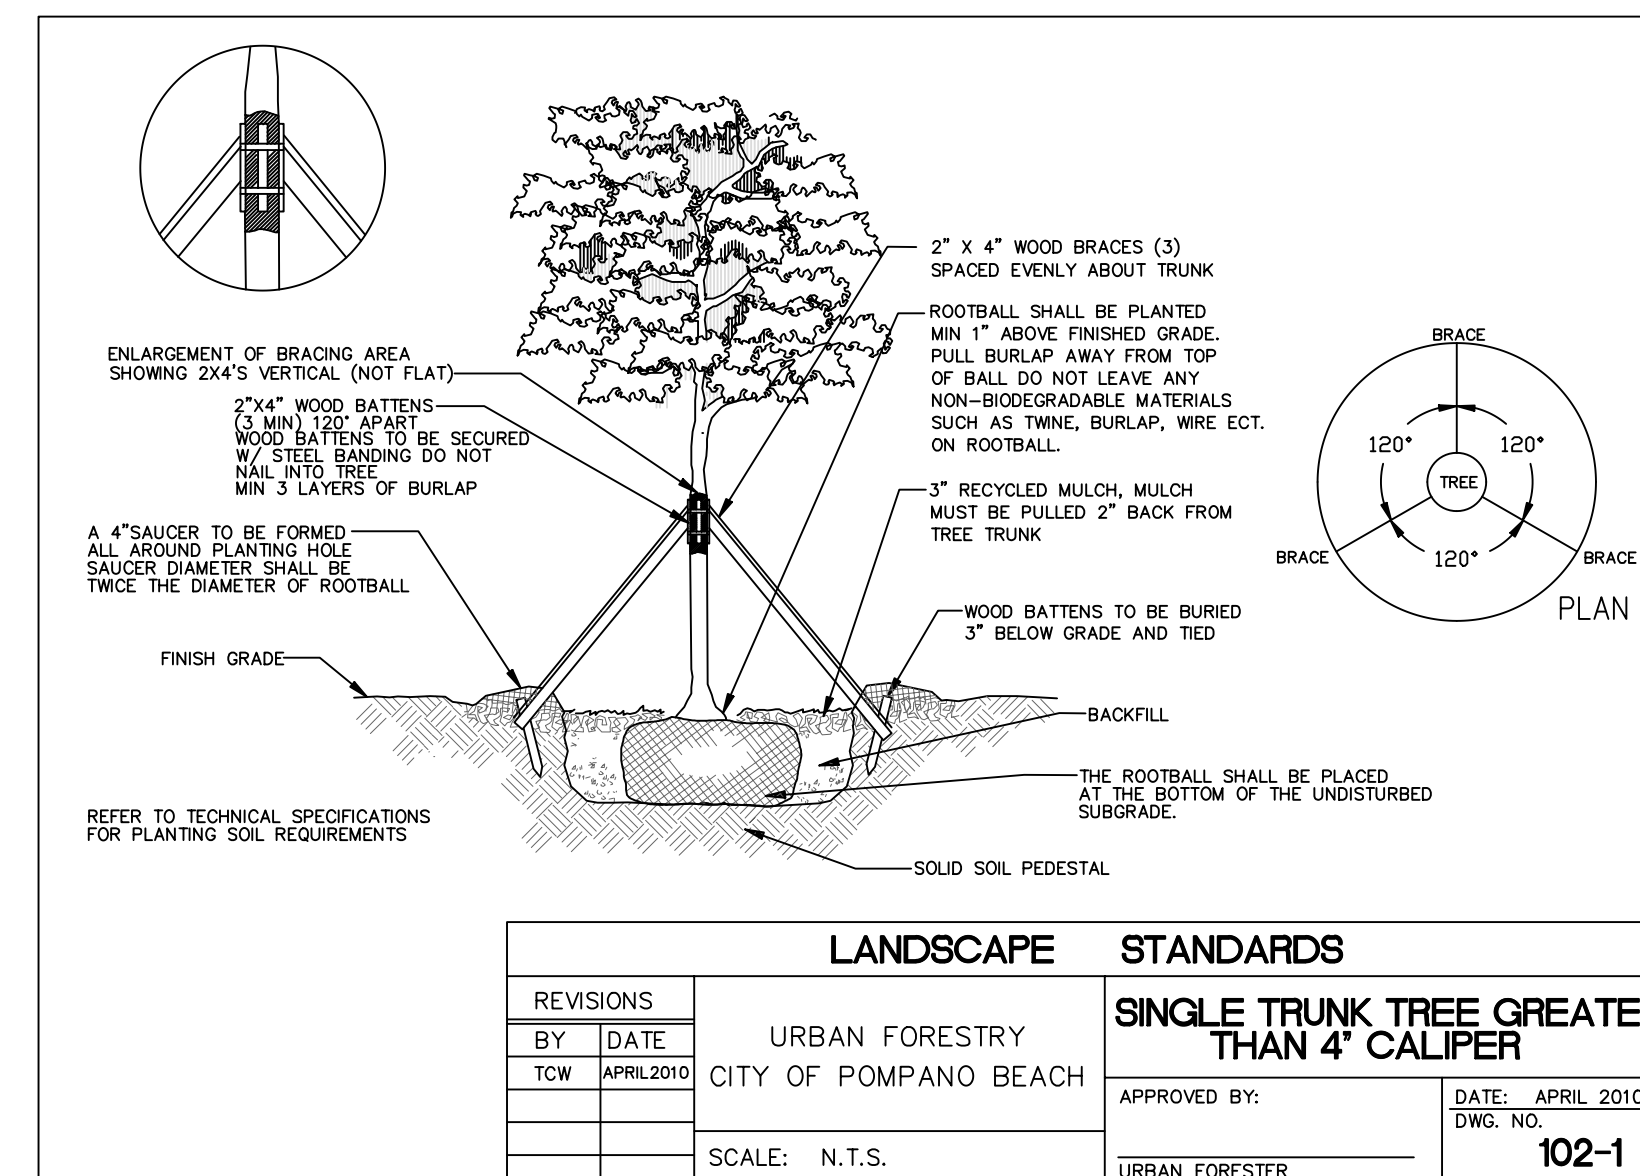 ENLARGEMENT OF BRACING AREA
SHOWING 2X4'S VERTICAL (NOT FLAT)
2"X4" WOOD BATTENS
(3 MIN) 120° APART
WOOD BATTENS TO BE SECURED
W/ STEEL BANDING DO NOT
NAIL INTO TREE
MIN 3 LAYERS OF BURLAP
A 4"SAUCER TO BE FORMED
ALL AROUND PLANTING HOLE
SAUCER DIAMETER SHALL BE
TWICE THE DIAMETER OF ROOTBALL
FINISH GRADE
REFER TO TECHNICAL SPECIFICATIONS
FOR PLANTING SOIL REQUIREMENTS
2" X 4" WOOD BRACES (3)
SPACED EVENLY ABOUT TRUNK
ROOTBALL SHALL BE PLANTED
MIN 1" ABOVE FINISHED GRADE.
PULL BURLAP AWAY FROM TOP
OF BALL DO NOT LEAVE ANY
NON-BIODEGRADABLE MATERIALS
SUCH AS TWINE, BURLAP, WIRE ECT.
ON ROOTBALL.
3" RECYCLED MULCH, MULCH
MUST BE PULLED 2" BACK FROM
TREE TRUNK
WOOD BATTENS TO BE BURIED
3" BELOW GRADE AND TIED
BACKFILL
THE ROOTBALL SHALL BE PLACED
AT THE BOTTOM OF THE UNDISTURBED
SUBGRADE.
SOLID SOIL PEDESTAL
BRACE
120° 120°
TREE
120°
BRACE BRACE
PLAN
LANDSCAPE STANDARDS
REVISIONS
BY DATE
TCW APRIL 2010
URBAN FORESTRY
CITY OF POMPANO BEACH
SCALE: N.T.S.
SINGLE TRUNK TREE GREATE
THAN 4" CALIPER
APPROVED BY:
URBAN FORESTER
DATE: APRIL 2010
DWG. NO.
102-1